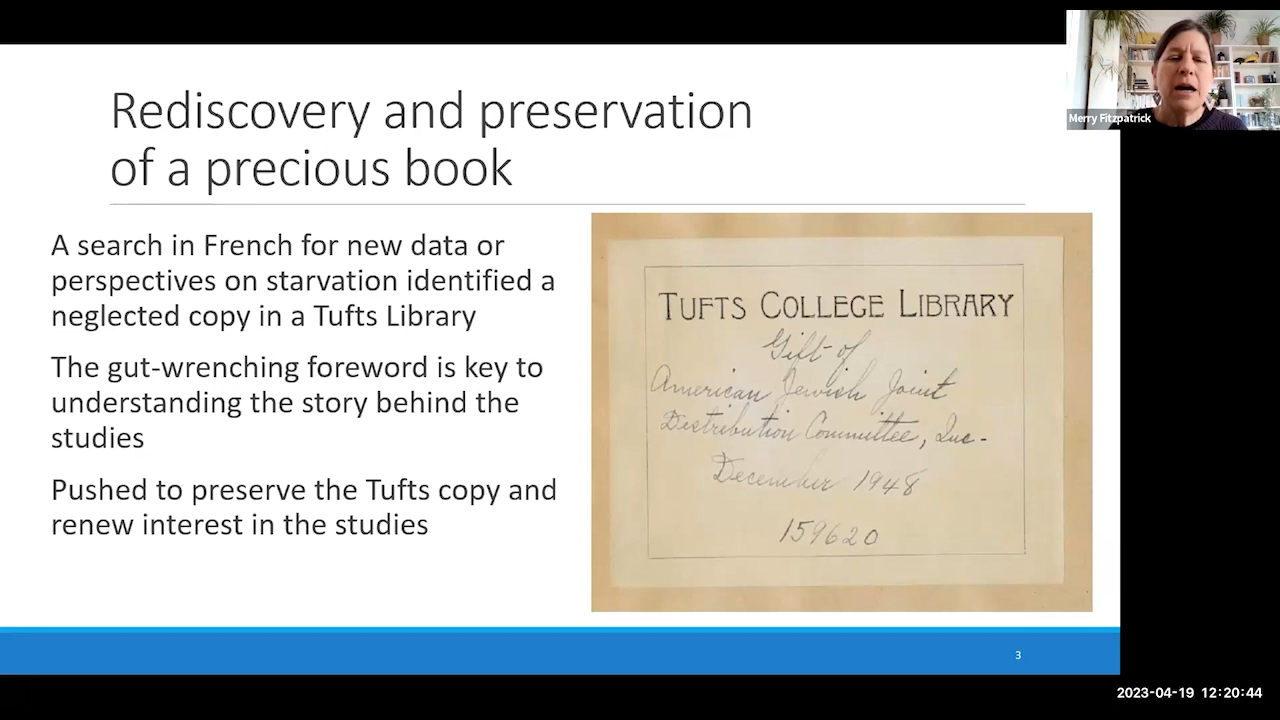 Rediscovery and preservation
of a precious book
Merry Fitzpatrick
A search in French for new data or
perspectives on starvation identified a
neglected copy in a Tufts Library
The gut-wrenching foreword is key to
understanding the story behind the
studies
Pushed to preserve the Tufts copy and
renew interest in the studies
TUFTS COLLEGE LIBRARY
Gift of
American Jewish Joint
Distribution Committee, Inc.
December 1948
159620
3
2023-04-19 12:20:44